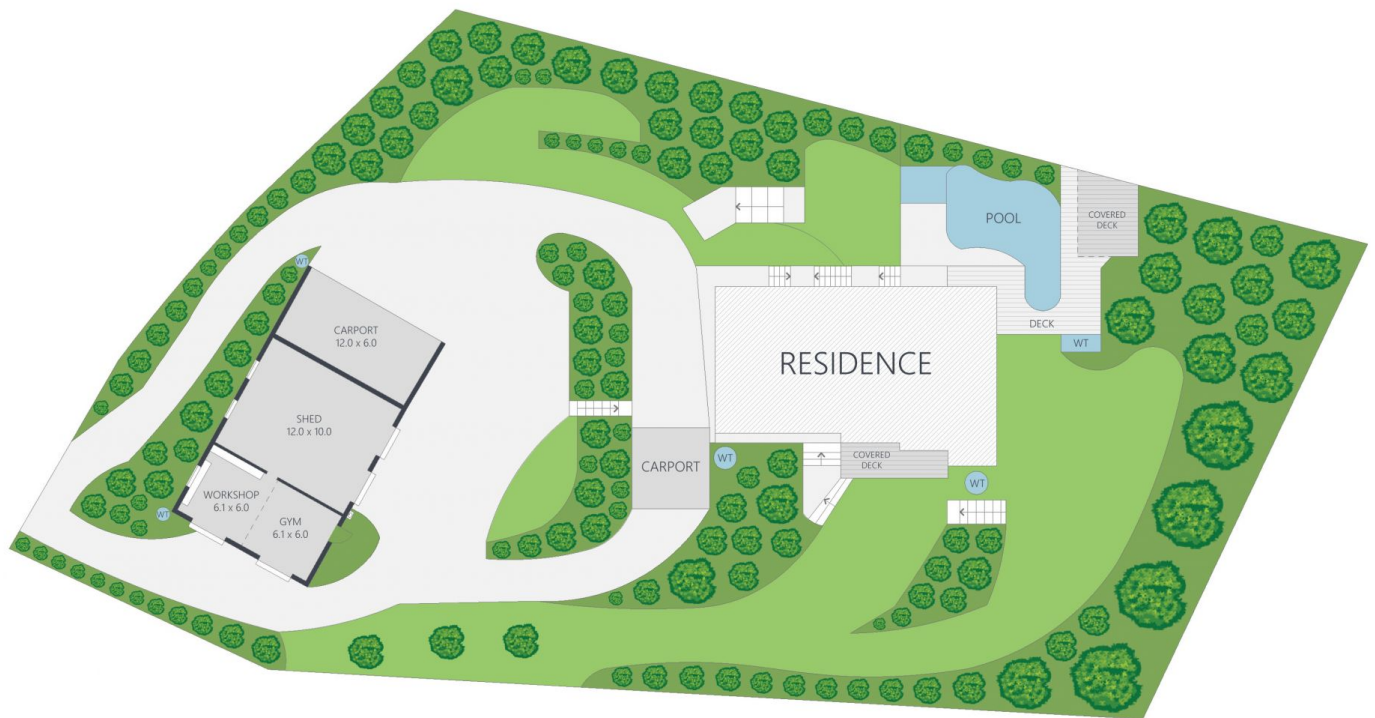 POOL
COVERED
DECK
WT
CARPORT
12.0 x 6.0
DECK
WT
RESIDENCE
SHED
12.0 x 10.0
COVERED
DECK
WT
CARPORT
WT
WORKSHOP
6.1 x 6.0
WT
GYM
6.1 x 6.0